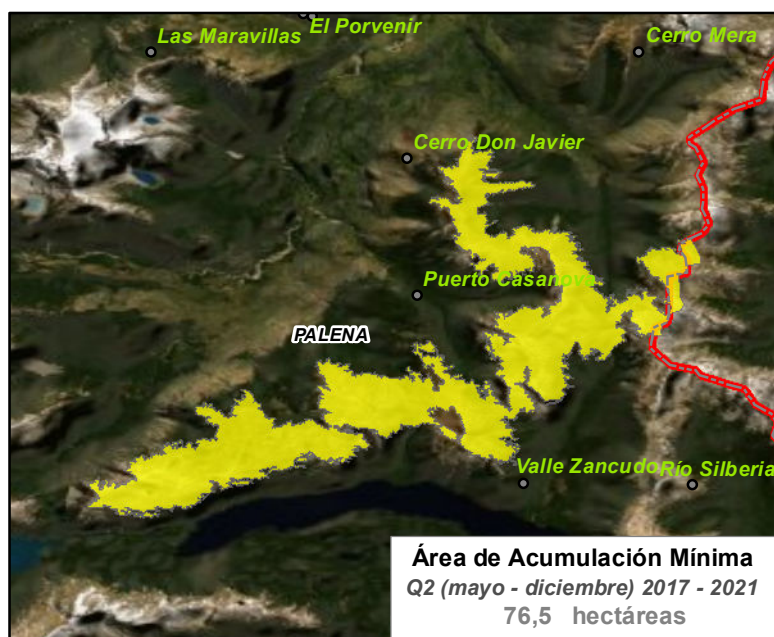 El Porvenir
Las Maravillas
Cerro Mera
Cerro Don Javier
Puerto Casanova
PALENA
Valle Zancudo
Río Silberia
Área de Acumulación Mínima
Q2 (mayo - diciembre) 2017 - 2021
76,5 hectáreas